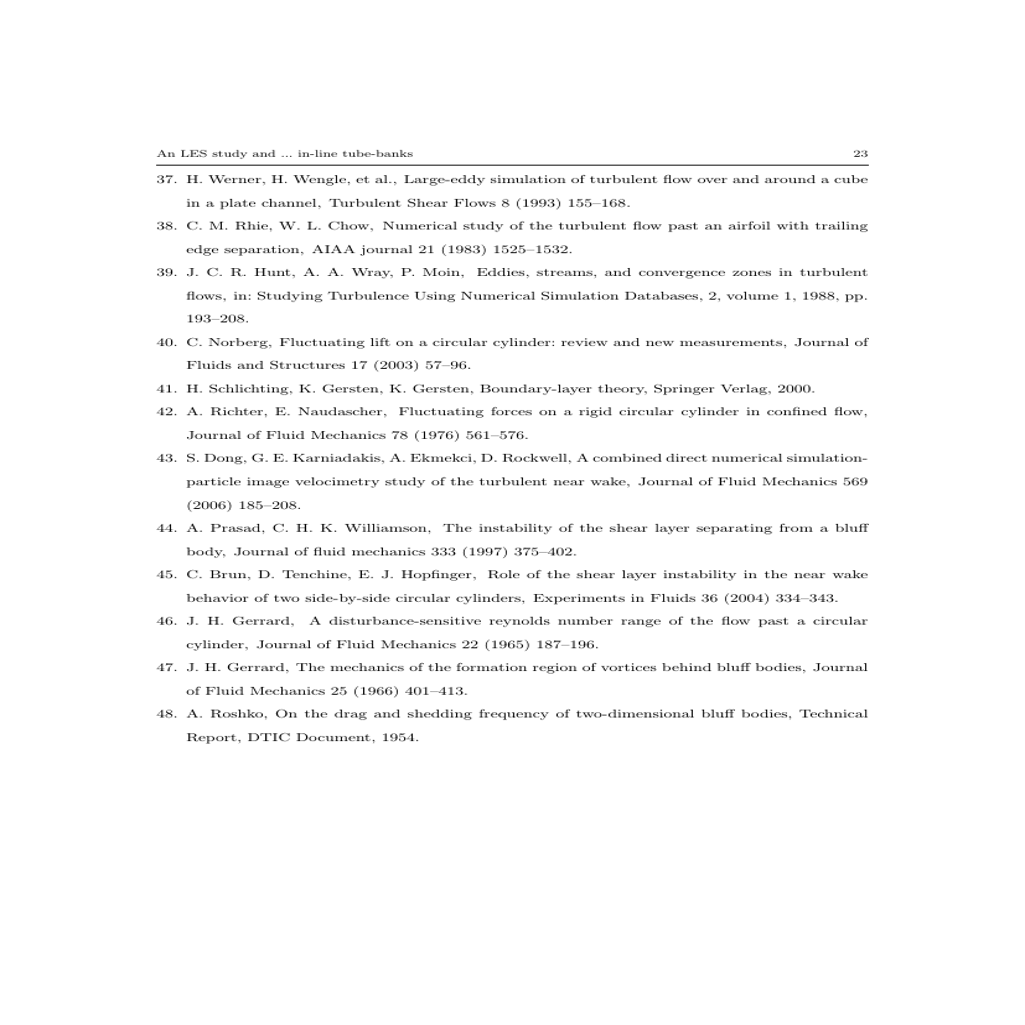 An LES study and ... in-line tube-banks 23
37. H. Werner, H. Wengle, et al., Large-eddy simulation of turbulent flow over and around a cube
in a plate channel, Turbulent Shear Flows 8 (1993) 155–168.
38. C. M. Rhie, W. L. Chow, Numerical study of the turbulent flow past an airfoil with trailing
edge separation, AIAA journal 21 (1983) 1525–1532.
39. J. C. R. Hunt, A. A. Wray, P. Moin, Eddies, streams, and convergence zones in turbulent
flows, in: Studying Turbulence Using Numerical Simulation Databases, 2, volume 1, 1988, pp.
193–208.
40. C. Norberg, Fluctuating lift on a circular cylinder: review and new measurements, Journal of
Fluids and Structures 17 (2003) 57–96.
41. H. Schlichting, K. Gersten, K. Gersten, Boundary-layer theory, Springer Verlag, 2000.
42. A. Richter, E. Naudascher, Fluctuating forces on a rigid circular cylinder in confined flow,
Journal of Fluid Mechanics 78 (1976) 561–576.
43. S. Dong, G. E. Karniadakis, A. Ekmekci, D. Rockwell, A combined direct numerical simulation-
particle image velocimetry study of the turbulent near wake, Journal of Fluid Mechanics 569
(2006) 185–208.
44. A. Prasad, C. H. K. Williamson, The instability of the shear layer separating from a bluff
body, Journal of fluid mechanics 333 (1997) 375–402.
45. C. Brun, D. Tenchine, E. J. Hopfinger, Role of the shear layer instability in the near wake
behavior of two side-by-side circular cylinders, Experiments in Fluids 36 (2004) 334–343.
46. J. H. Gerrard, A disturbance-sensitive reynolds number range of the flow past a circular
cylinder, Journal of Fluid Mechanics 22 (1965) 187–196.
47. J. H. Gerrard, The mechanics of the formation region of vortices behind bluff bodies, Journal
of Fluid Mechanics 25 (1966) 401–413.
48. A. Roshko, On the drag and shedding frequency of two-dimensional bluff bodies, Technical
Report, DTIC Document, 1954.